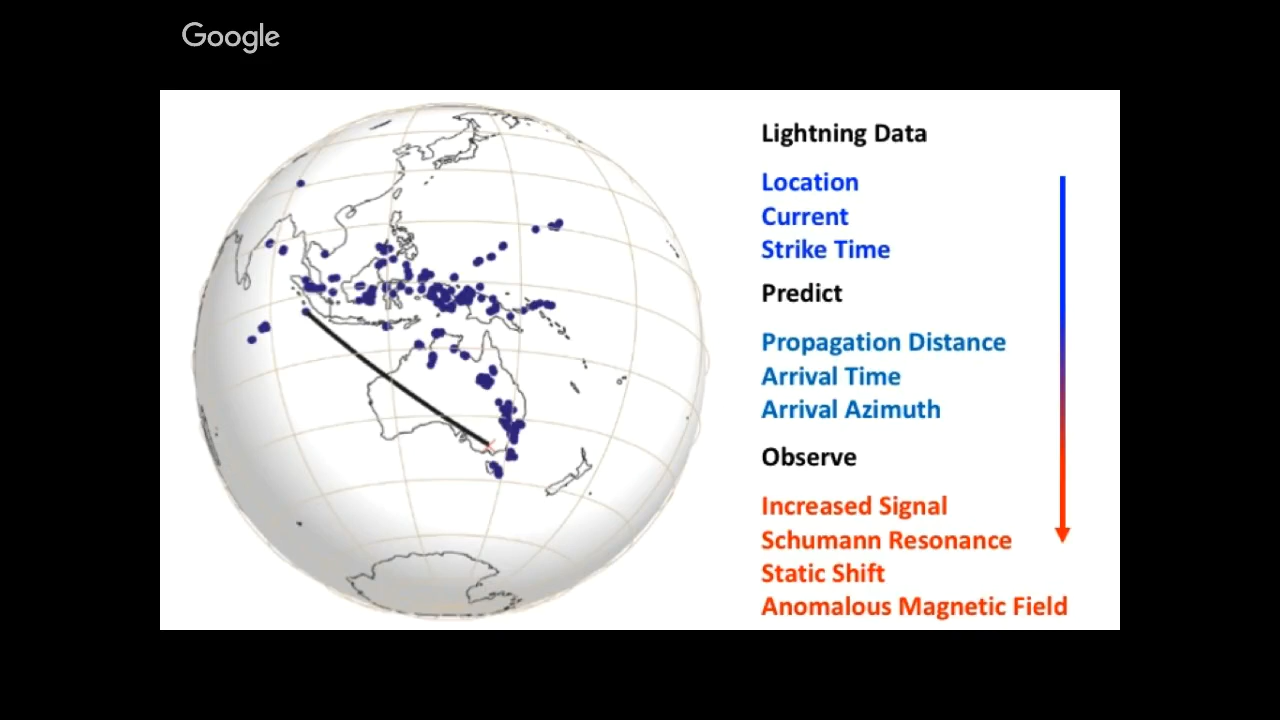 Google
Lightning Data
Location
Current
Strike Time
Predict
Propagation Distance
Arrival Time
Arrival Azimuth
Observe
Increased Signal
Schumann Resonance
Static Shift
Anomalous Magnetic Field